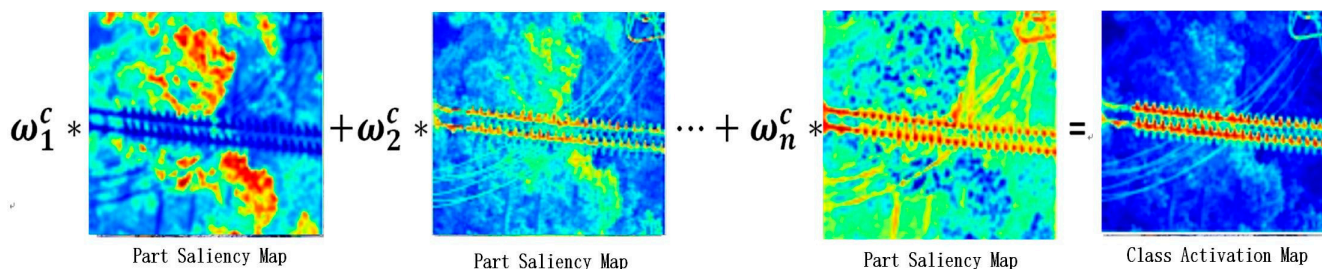 ω₁ᶜ * +ω₂ᶜ * ⋯ + ωₙᶜ * =
Part Saliency Map Part Saliency Map Part Saliency Map Class Activation Map